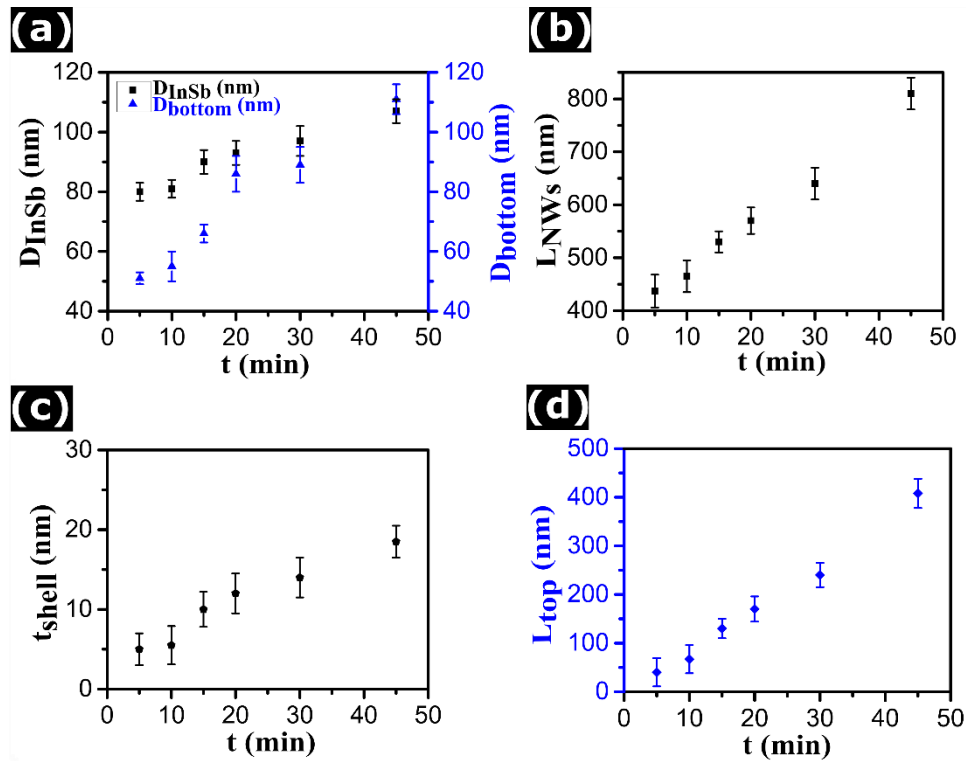 (a)
120
100
80
60
40
D_InSb (nm)
D_InSb (nm)
D_bottom (nm)
120
100
80
60
40
D_bottom (nm)
0 10 20 30 40 50
t (min)
(b)
800
700
600
500
400
L_NWs (nm)
0 10 20 30 40 50
t (min)
(c)
30
20
10
0
t_shell (nm)
0 10 20 30 40 50
t (min)
(d)
500
400
300
200
100
0
L_top (nm)
0 10 20 30 40 50
t (min)